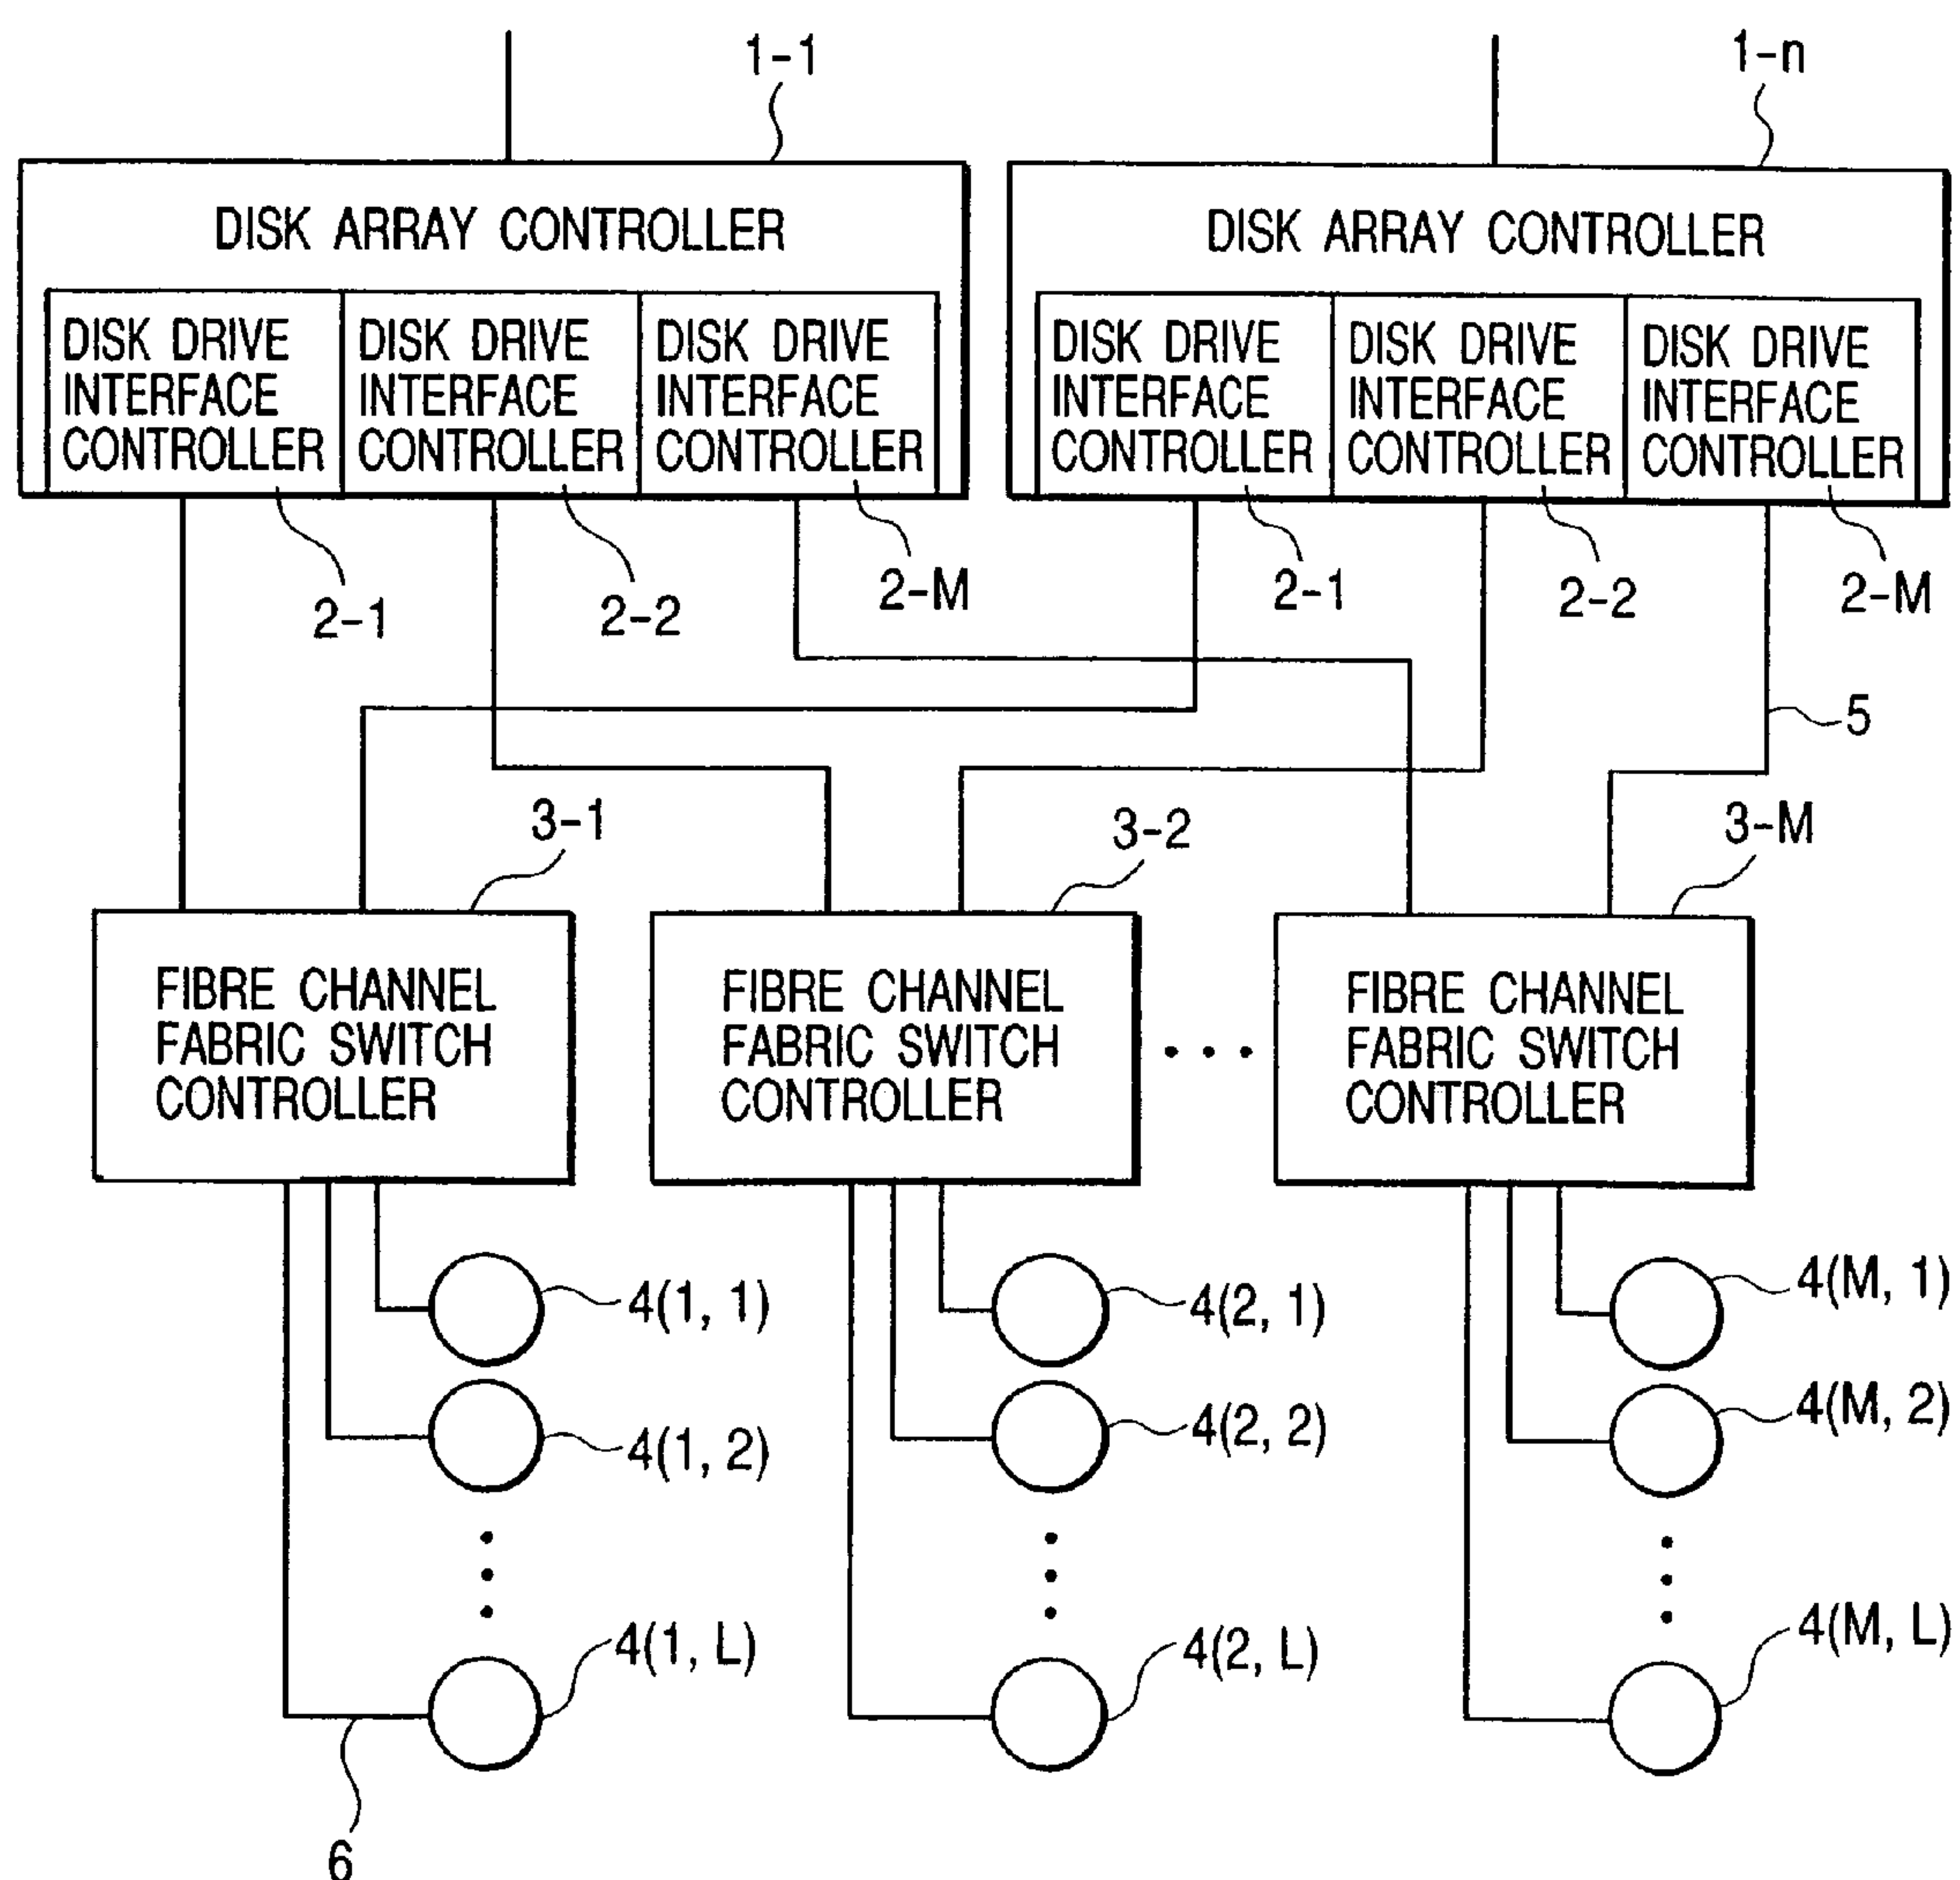 1-1
1-n
DISK ARRAY CONTROLLER
DISK ARRAY CONTROLLER
DISK DRIVE
INTERFACE
CONTROLLER
DISK DRIVE
INTERFACE
CONTROLLER
DISK DRIVE
INTERFACE
CONTROLLER
DISK DRIVE
INTERFACE
CONTROLLER
DISK DRIVE
INTERFACE
CONTROLLER
DISK DRIVE
INTERFACE
CONTROLLER
2-1
2-2
2-M
2-1
2-2
2-M
5
3-1
3-2
3-M
FIBRE CHANNEL
FABRIC SWITCH
CONTROLLER
FIBRE CHANNEL
FABRIC SWITCH
CONTROLLER
...
FIBRE CHANNEL
FABRIC SWITCH
CONTROLLER
4(1, 1)
4(2, 1)
4(M, 1)
4(1, 2)
4(2, 2)
4(M, 2)
4(1, L)
4(2, L)
4(M, L)
6